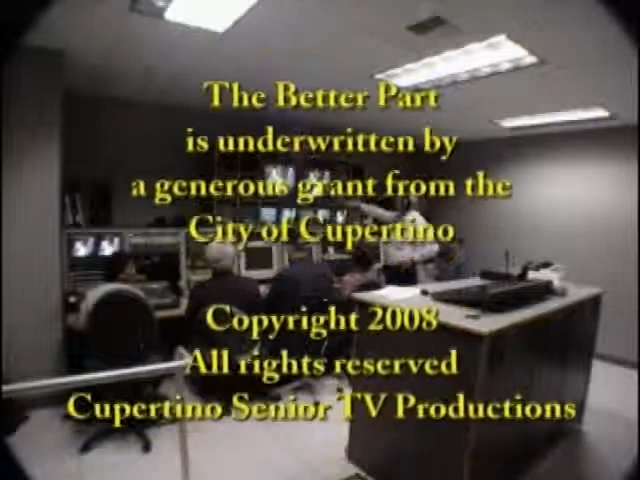 The Better Part
is underwritten by
a generous grant from the
City of Cupertino
Copyright 2008
All rights reserved
Cupertino Senior TV Productions